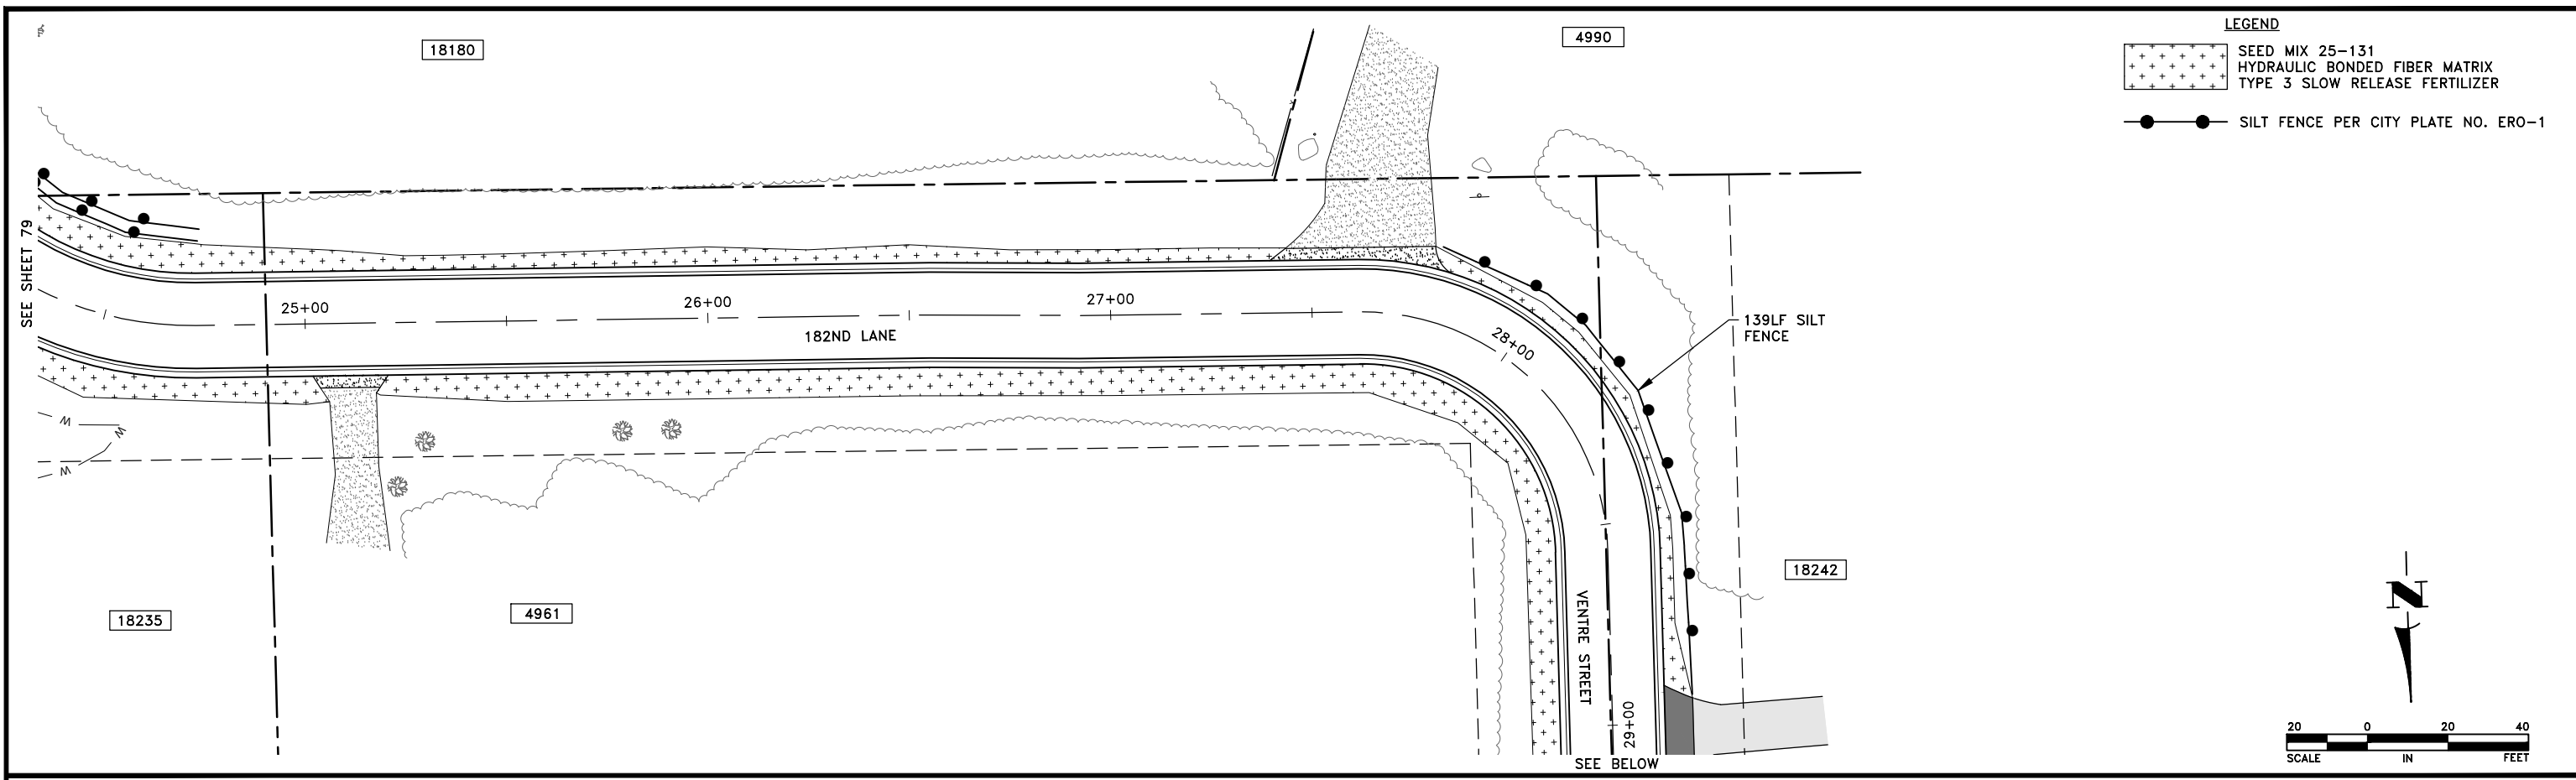 LEGEND
SEED MIX 25-131
HYDRAULIC BONDED FIBER MATRIX
TYPE 3 SLOW RELEASE FERTILIZER
SILT FENCE PER CITY PLATE NO. ERO-1
18180
4990
SEE SHEET 79
25+00
26+00
27+00
28+00
182ND LANE
139LF SILT
FENCE
W
W
W
18235
4961
18242
VENTRE STREET
29+00
SEE BELOW
N
20 0 20 40
SCALE IN FEET